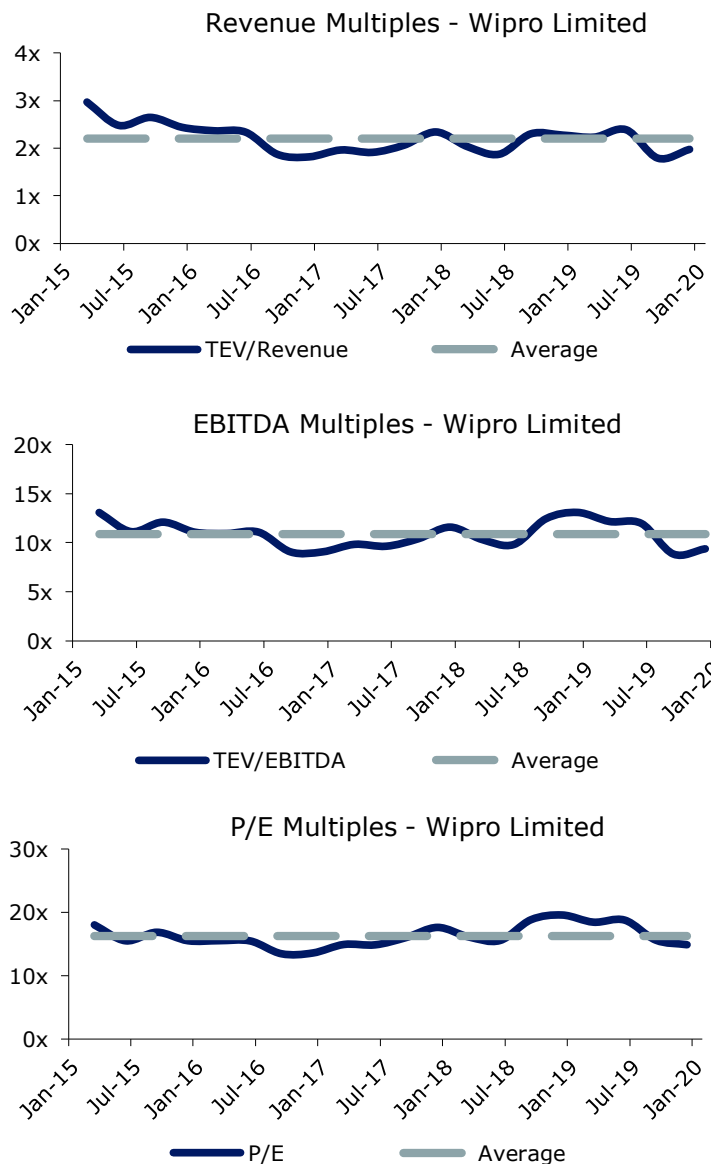 Revenue Multiples - Wipro Limited
4x
3x
2x
1x
0x
Jan-15 Jul-15 Jan-16 Jul-16 Jan-17 Jul-17 Jan-18 Jul-18 Jan-19 Jul-19 Jan-20
TEV/Revenue Average
EBITDA Multiples - Wipro Limited
20x
15x
10x
5x
0x
Jan-15 Jul-15 Jan-16 Jul-16 Jan-17 Jul-17 Jan-18 Jul-18 Jan-19 Jul-19 Jan-20
TEV/EBITDA Average
P/E Multiples - Wipro Limited
30x
20x
10x
0x
Jan-15 Jul-15 Jan-16 Jul-16 Jan-17 Jul-17 Jan-18 Jul-18 Jan-19 Jul-19 Jan-20
P/E Average